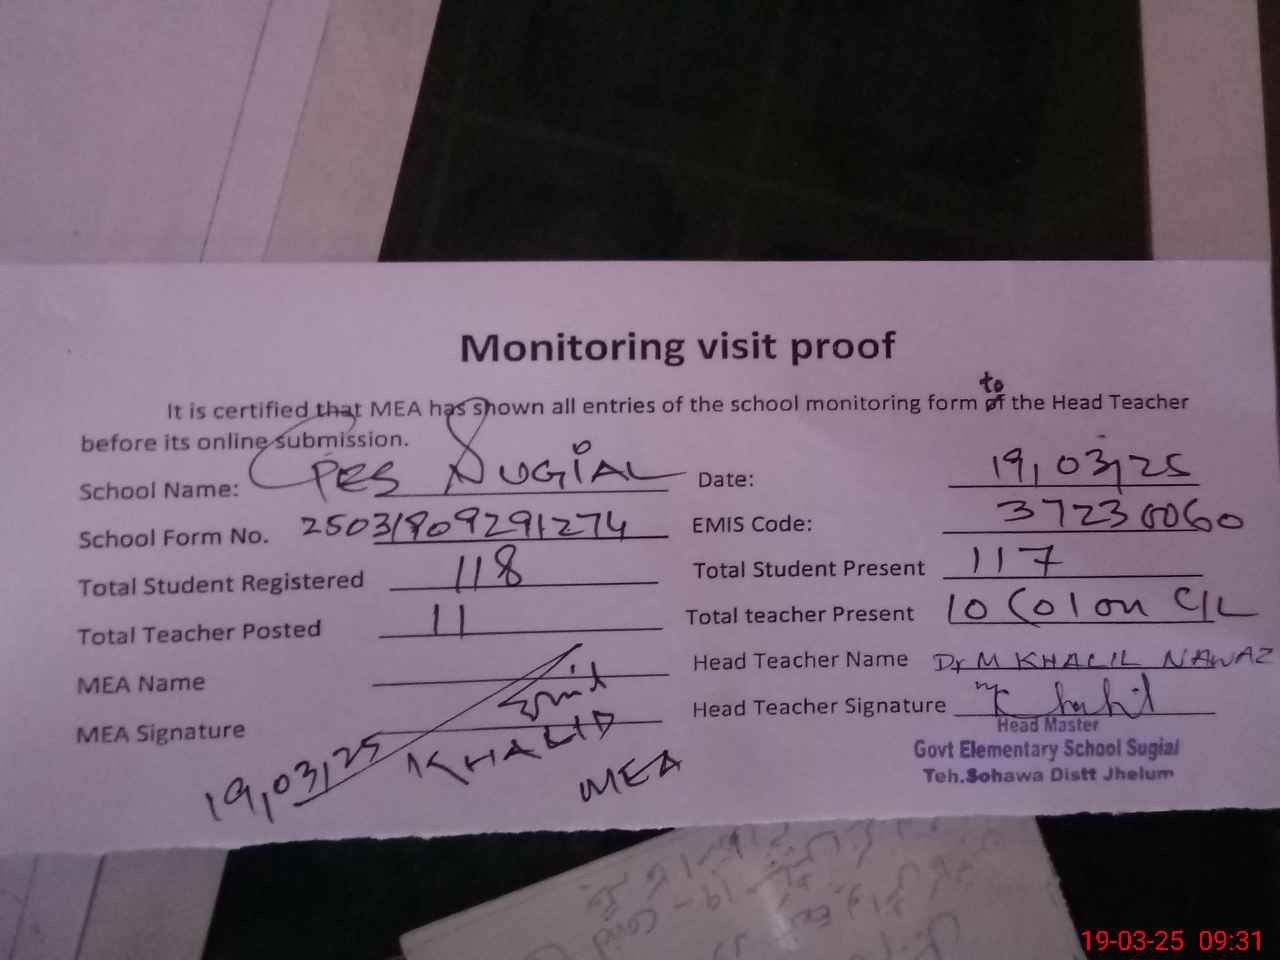 Monitoring visit proof
It is certified that MEA has shown all entries of the school monitoring form of to the Head Teacher
before its online submission.
School Name: GPES SUGIAL Date: 19,03,25
School Form No. 25031909291274 EMIS Code: 37230060
Total Student Registered 118 Total Student Present 117
Total Teacher Posted 11 Total teacher Present 10 (01 on C/L
MEA Name Head Teacher Name Dr M KHALIL NAWAZ
MEA Signature Head Teacher Signature
19,03,25 KHALID
MEA
Head Master
Govt Elementary School Sugial
Teh.Sohawa Distt Jhelum
19-03-25 09:31